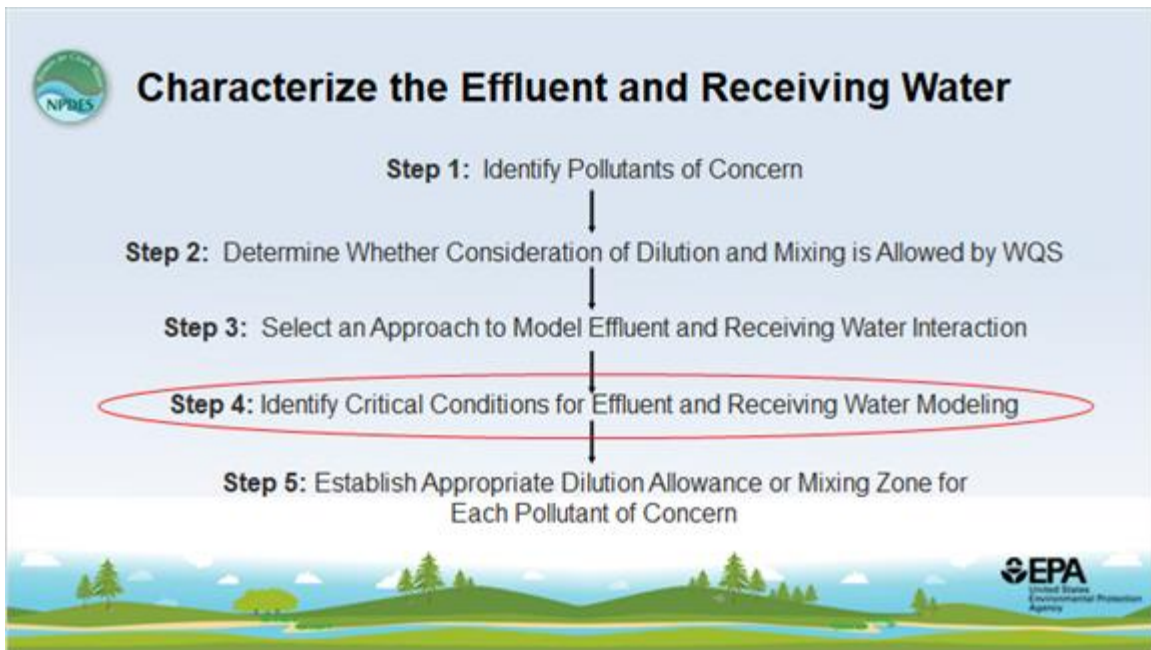 NPDES
Characterize the Effluent and Receiving Water
Step 1: Identify Pollutants of Concern
Step 2: Determine Whether Consideration of Dilution and Mixing is Allowed by WQS
Step 3: Select an Approach to Model Effluent and Receiving Water Interaction
Step 4: Identify Critical Conditions for Effluent and Receiving Water Modeling
Step 5: Establish Appropriate Dilution Allowance or Mixing Zone for
Each Pollutant of Concern
EPA
United States
Environmental Protection
Agency